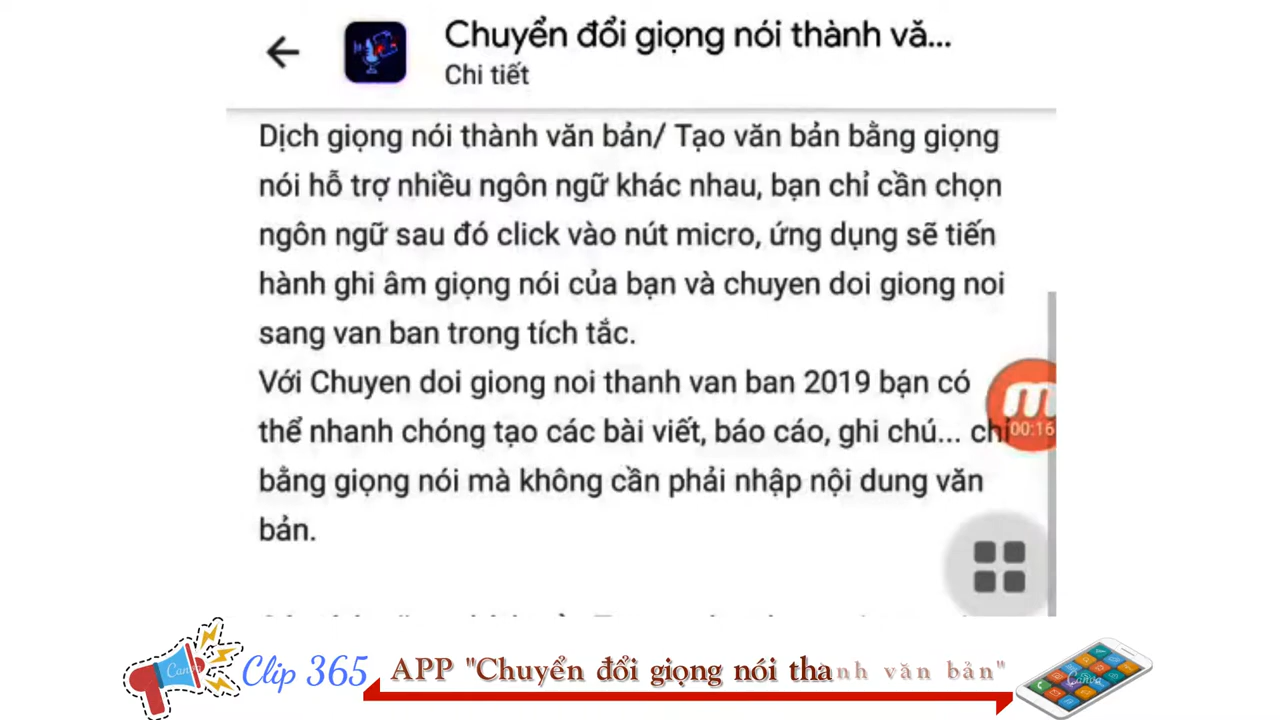 Chuyển đổi giọng nói thành vă...
Chi tiết
Dịch giọng nói thành văn bản/ Tạo văn bản bằng giọng
nói hỗ trợ nhiều ngôn ngữ khác nhau, bạn chỉ cần chọn
ngôn ngữ sau đó click vào nút micro, ứng dụng sẽ tiến
hành ghi âm giọng nói của bạn và chuyen doi giong noi
sang van ban trong tích tắc.
Với Chuyen doi giong noi thanh van ban 2019 bạn có
thể nhanh chóng tạo các bài viết, báo cáo, ghi chú... chỉ
00:16
bằng giọng nói mà không cần phải nhập nội dung văn
bản.
Canva
Clip 365
APP "Chuyển đổi giọng nói thành văn bản"
Canva